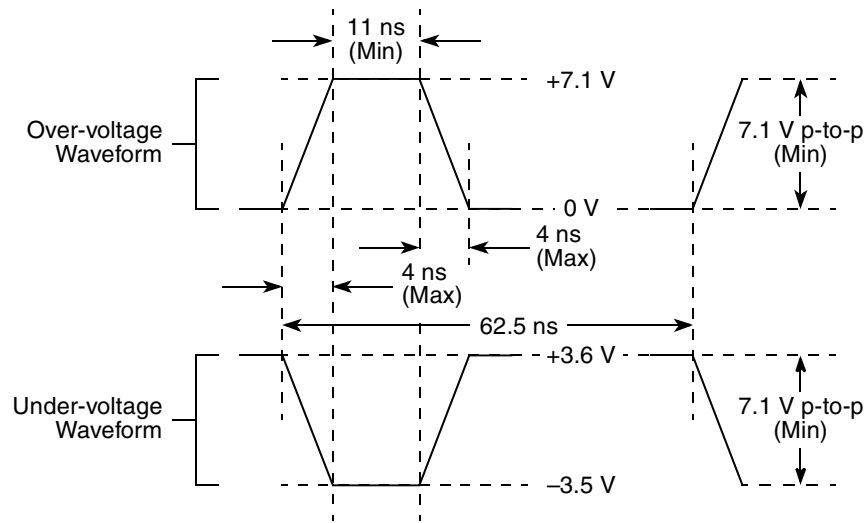 11 ns
(Min)
+7.1 V
Over-voltage
Waveform
7.1 V p-to-p
(Min)
0 V
4 ns
(Max)
4 ns
(Max)
62.5 ns
+3.6 V
Under-voltage
Waveform
7.1 V p-to-p
(Min)
–3.5 V